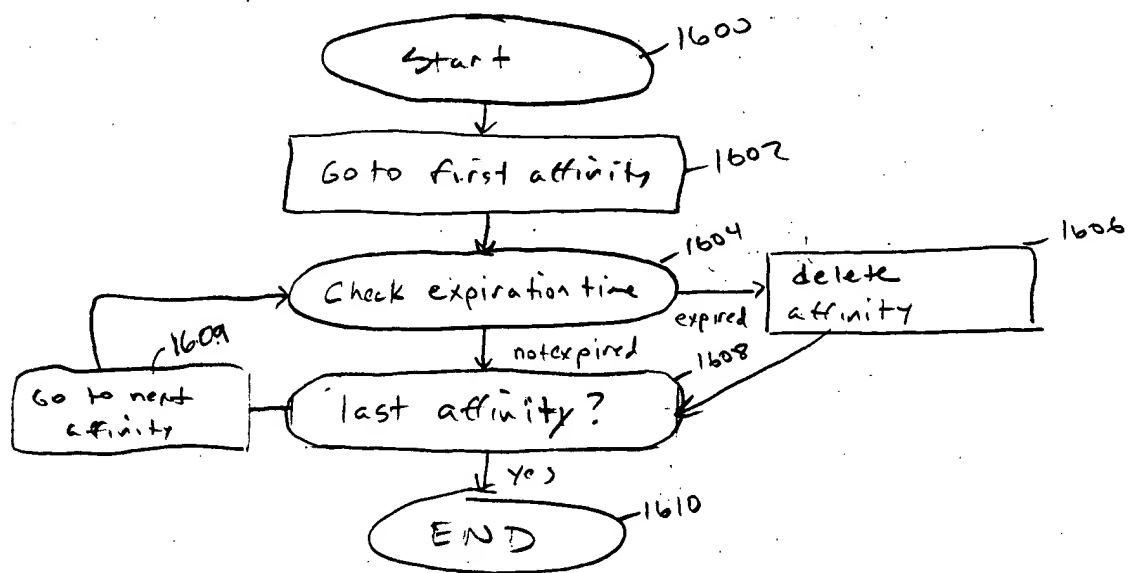 Start
1600
Go to first affinity
1602
Check expiration time
1604
expired
delete
affinity
1606
not expired
1608
last affinity?
1609
Go to next
affinity
yes
END
1610